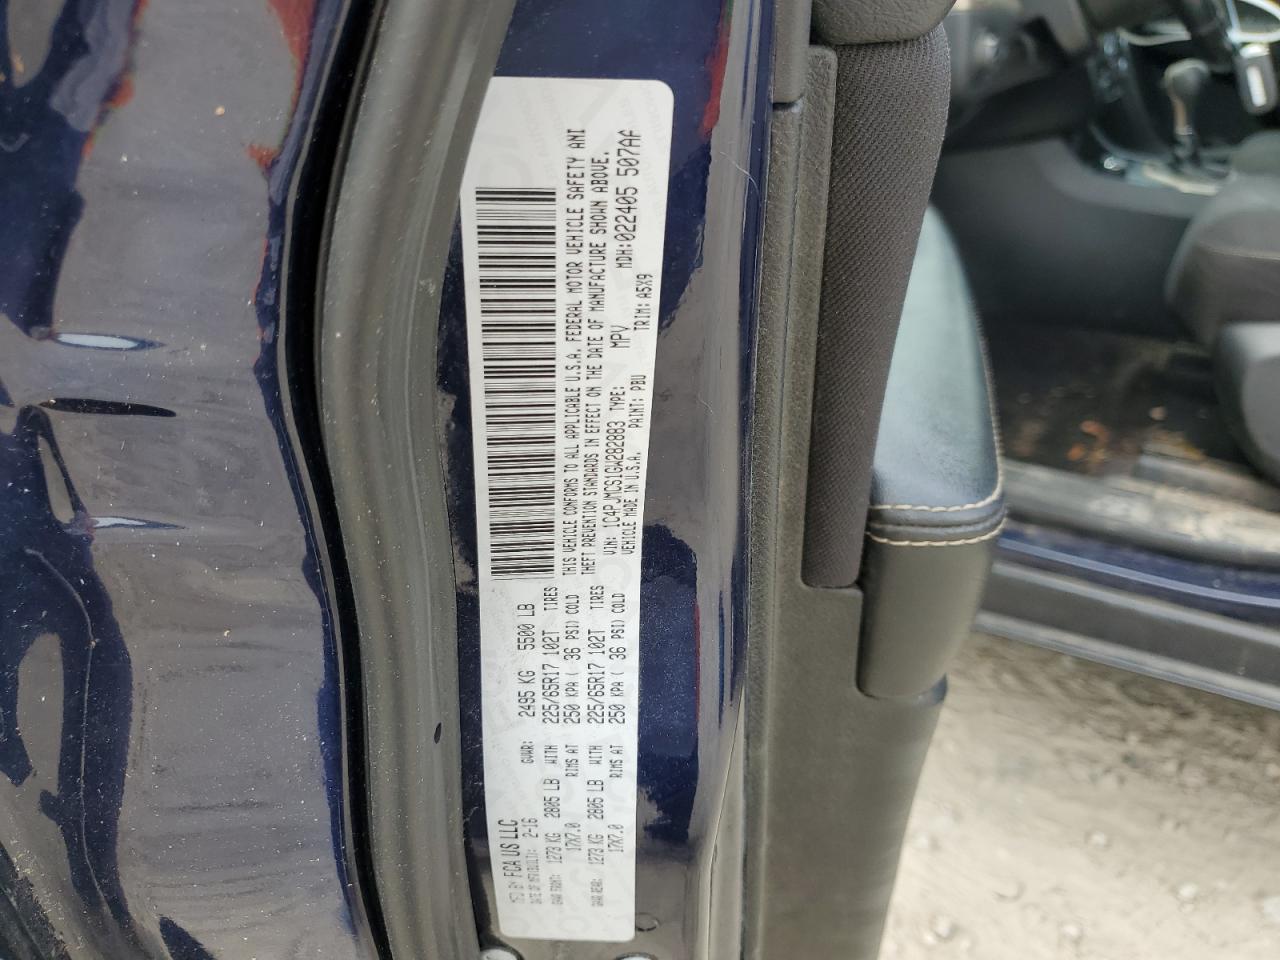 MFD BY FCA US LLC
DATE OF MFR(BUILT): 2-16 GVWR: 2495 KG 5500 LB
GAWR FRONT: 1273 KG 2805 LB WITH 225/65R17 102T TIRES
17X7.0 RIMS AT 250 KPA ( 36 PSI) COLD
GAWR REAR: 1273 KG 2805 LB WITH 225/65R17 102T TIRES
17X7.0 RIMS AT 250 KPA ( 36 PSI) COLD
THIS VEHICLE CONFORMS TO ALL APPLICABLE U.S.A. FEDERAL MOTOR VEHICLE SAFETY AND
THEFT PREVENTION STANDARDS IN EFFECT ON THE DATE OF MANUFACTURE SHOWN ABOVE.
VIN: 1C4PJMCS1GW282883 TYPE: MPV MDH:022405 507AF
VEHICLE MADE IN U.S.A. PAINT: PBU TRIM: A5X9